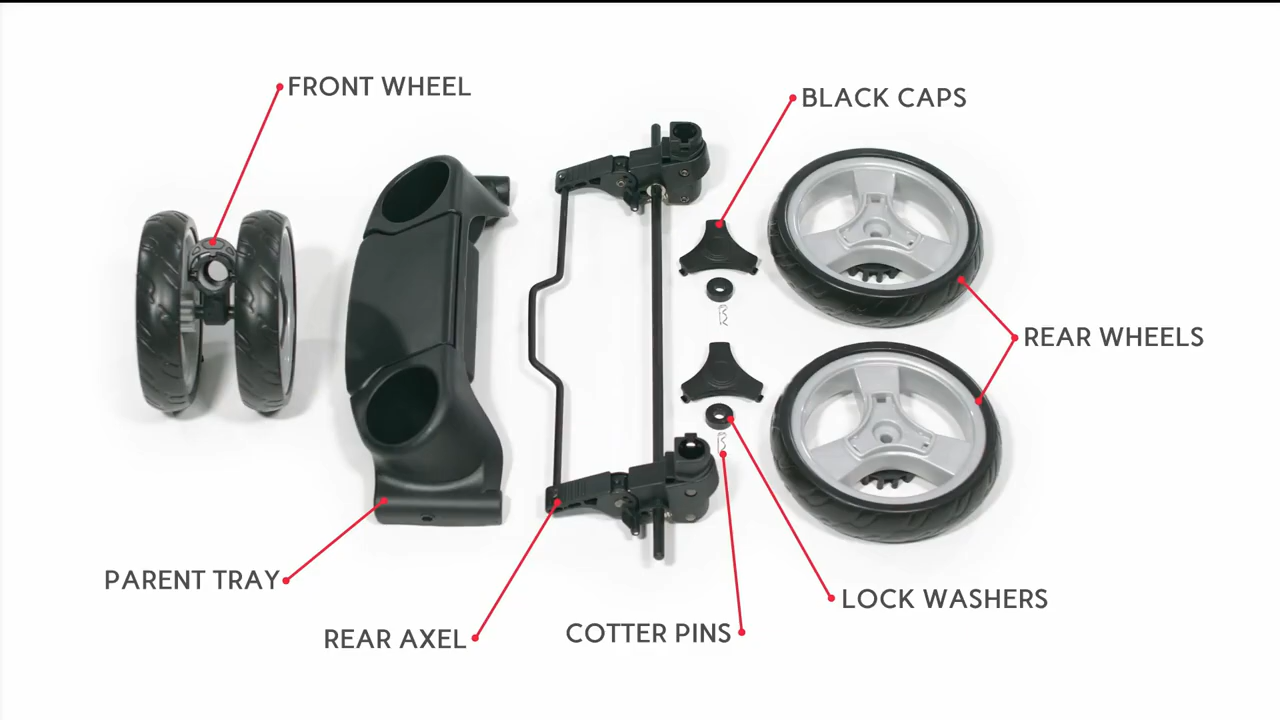 FRONT WHEEL
BLACK CAPS
REAR WHEELS
PARENT TRAY
REAR AXEL
COTTER PINS
LOCK WASHERS